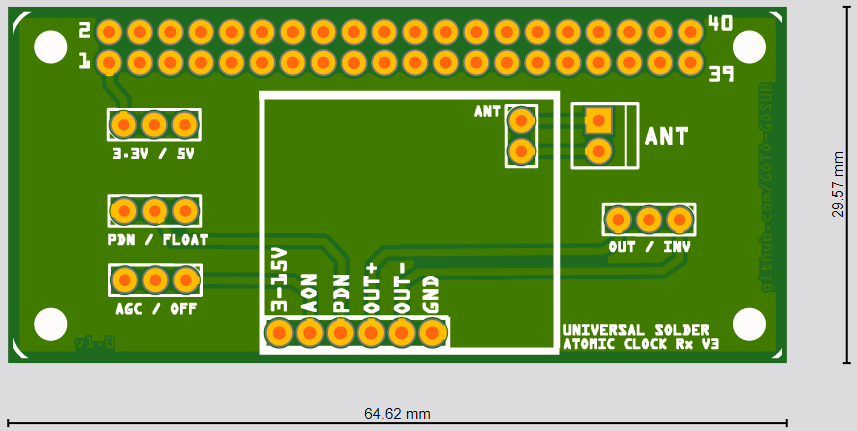 2
40
1
39
ANT
ANT
3.3V / 5V
PDN / FLOAT
OUT / INV
AGC / OFF
3-15V
AON
PDN
OUT+
OUT-
GND
UNIVERSAL SOLDER
ATOMIC CLOCK Rx V3
v1.0
github.com/GOTO-GOSUB
29.57 mm
64.62 mm